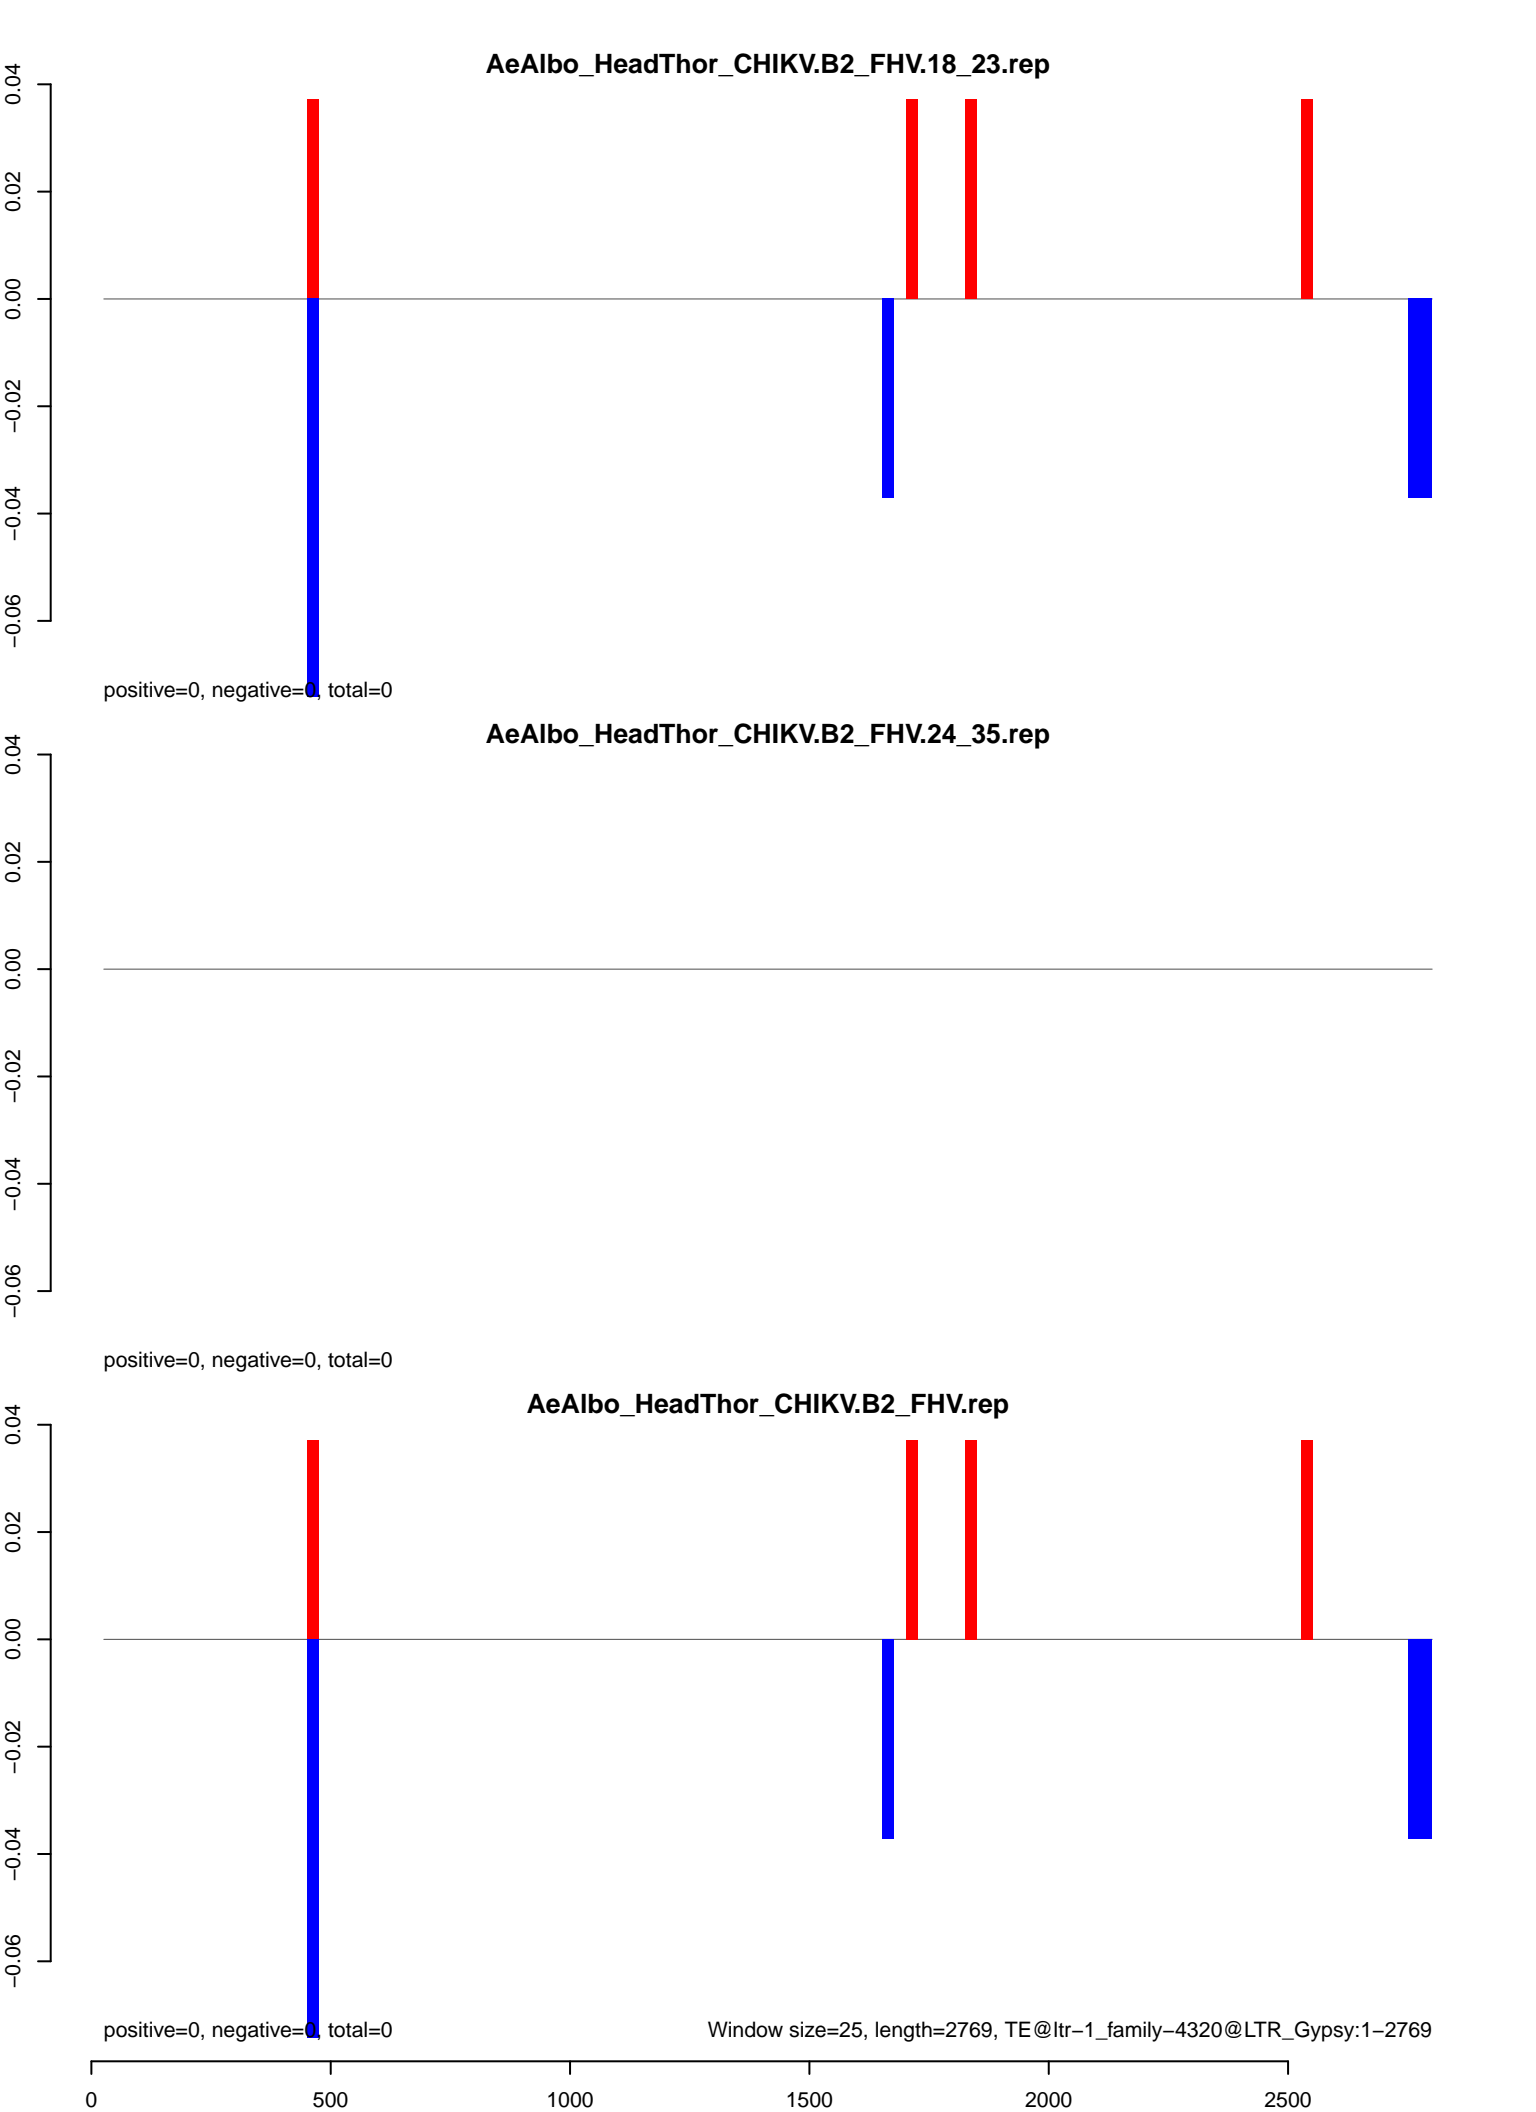 AeAlbo_HeadThor_CHIKV.B2_FHV.18_23.rep
0.04
0.02
0.00
−0.02
−0.04
−0.06
positive=0, negative=0, total=0
AeAlbo_HeadThor_CHIKV.B2_FHV.24_35.rep
0.04
0.02
0.00
−0.02
−0.04
−0.06
positive=0, negative=0, total=0
AeAlbo_HeadThor_CHIKV.B2_FHV.rep
0.04
0.02
0.00
−0.02
−0.04
−0.06
positive=0, negative=0, total=0
Window size=25, length=2769, TE@ltr−1_family−4320@LTR_Gypsy:1−2769
0 500 1000 1500 2000 2500